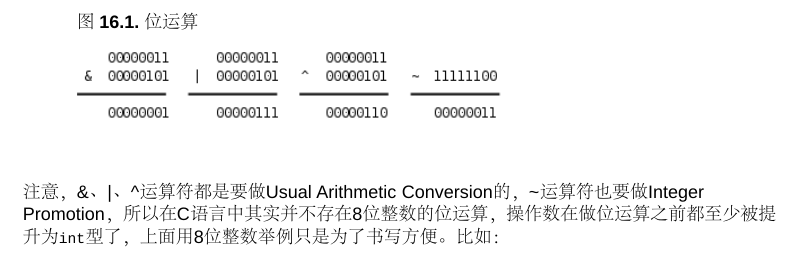 图 16.1. 位运算
00000011 00000011 00000011
& 00000101 | 00000101 ^ 00000101 ~ 11111100
00000001 00000111 00000110 00000011
注意，&、|、^运算符都是要做Usual Arithmetic Conversion的，~运算符也要做Integer
Promotion，所以在C语言中其实并不存在8位整数的位运算，操作数在做位运算之前都至少被提
升为int型了，上面用8位整数举例只是为了书写方便。比如：